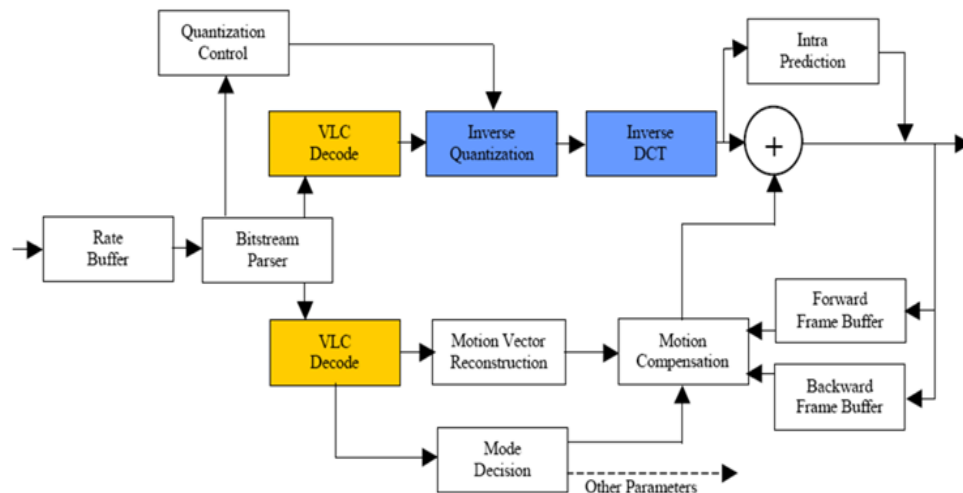 Quantization
Control
Intra
Prediction
VLC
Decode
Inverse
Quantization
Inverse
DCT
+
Rate
Buffer
Bitstream
Parser
VLC
Decode
Motion Vector
Reconstruction
Motion
Compensation
Forward
Frame Buffer
Backward
Frame Buffer
Mode
Decision
Other Parameters